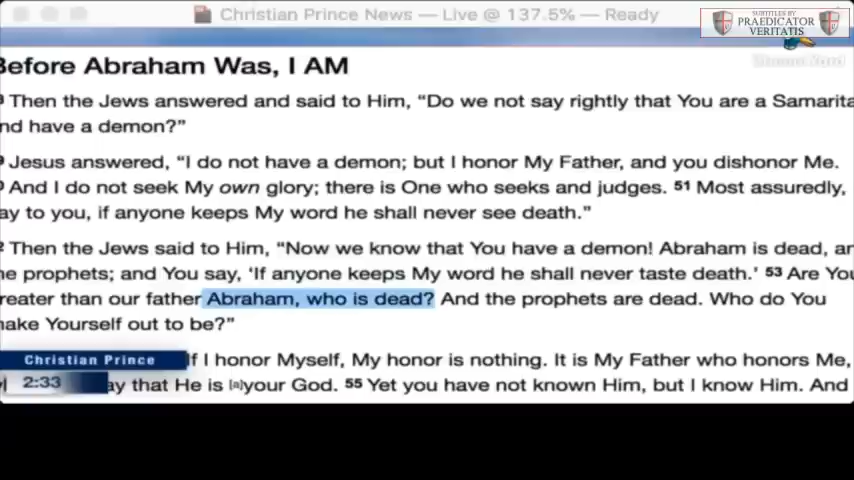 Christian Prince News — Live @ 137.5% — Ready
SUBTITLES BY
PRAEDICATOR
VERITATIS
Before Abraham Was, I AM
Then the Jews answered and said to Him, “Do we not say rightly that You are a Samarita
nd have a demon?”
Jesus answered, “I do not have a demon; but I honor My Father, and you dishonor Me.
And I do not seek My own glory; there is One who seeks and judges. 51 Most assuredly,
ay to you, if anyone keeps My word he shall never see death.”
Then the Jews said to Him, “Now we know that You have a demon! Abraham is dead, an
he prophets; and You say, ‘If anyone keeps My word he shall never taste death.’ 53 Are You
reater than our father Abraham, who is dead? And the prophets are dead. Who do You
make Yourself out to be?”
Christian Prince
If I honor Myself, My honor is nothing. It is My Father who honors Me,
2:33
ay that He is [a]your God. 55 Yet you have not known Him, but I know Him. And